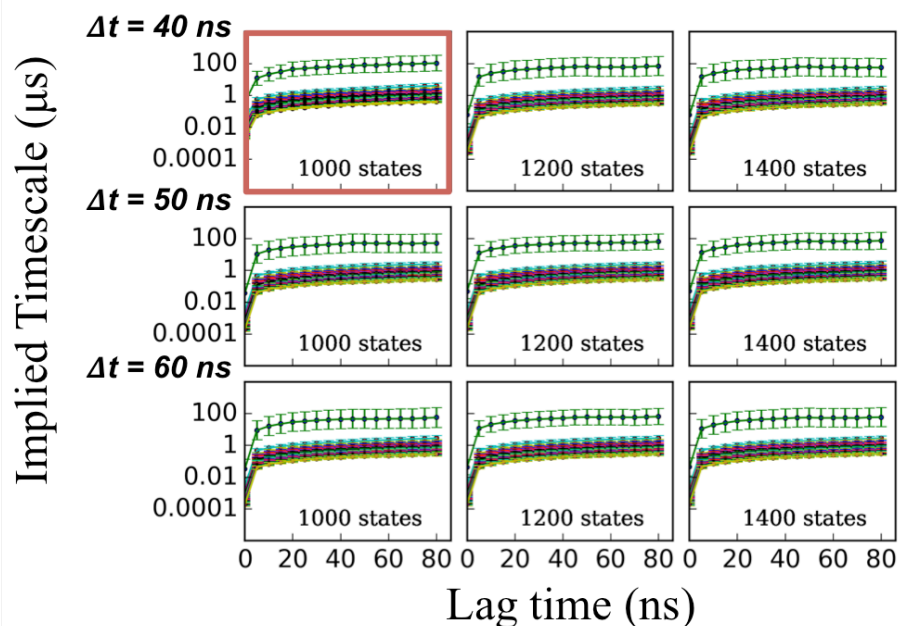 Implied Timescale (μs)
Δt = 40 ns
100
1
0.01
0.0001
1000 states
1200 states
1400 states
Δt = 50 ns
100
1
0.01
0.0001
1000 states
1200 states
1400 states
Δt = 60 ns
100
1
0.01
0.0001
1000 states
1200 states
1400 states
0 20 40 60 80 0 20 40 60 80 0 20 40 60 80
Lag time (ns)